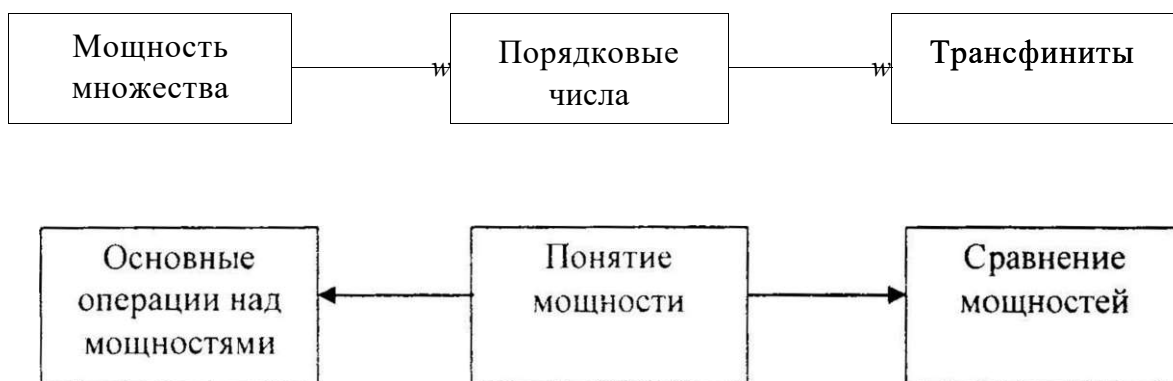 Мощность
множества
w
Порядковые
числа
w
Трансфиниты
Основные
операции над
мощностями
Понятие
мощности
Сравнение
мощностей